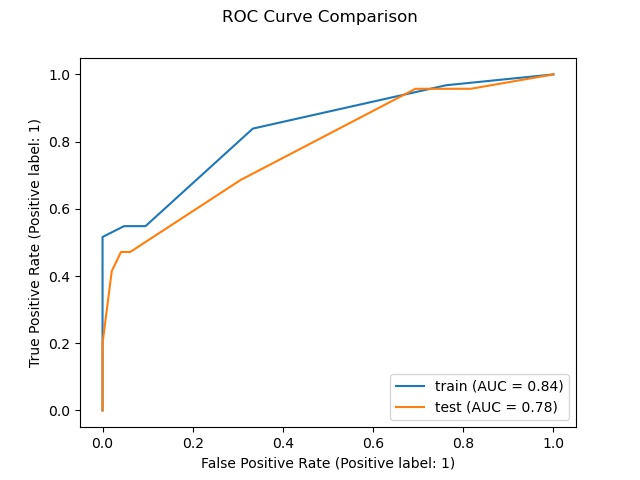 ROC Curve Comparison
1.0
0.8
0.6
0.4
0.2
0.0
True Positive Rate (Positive label: 1)
train (AUC = 0.84)
test (AUC = 0.78)
0.0 0.2 0.4 0.6 0.8 1.0
False Positive Rate (Positive label: 1)